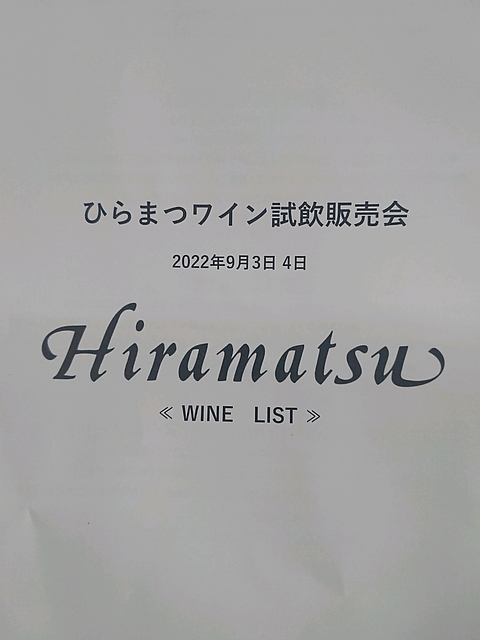 ひらまつワイン試飲販売会
2022年9月3日 4日
Hiramatsu
≪ WINE LIST ≫